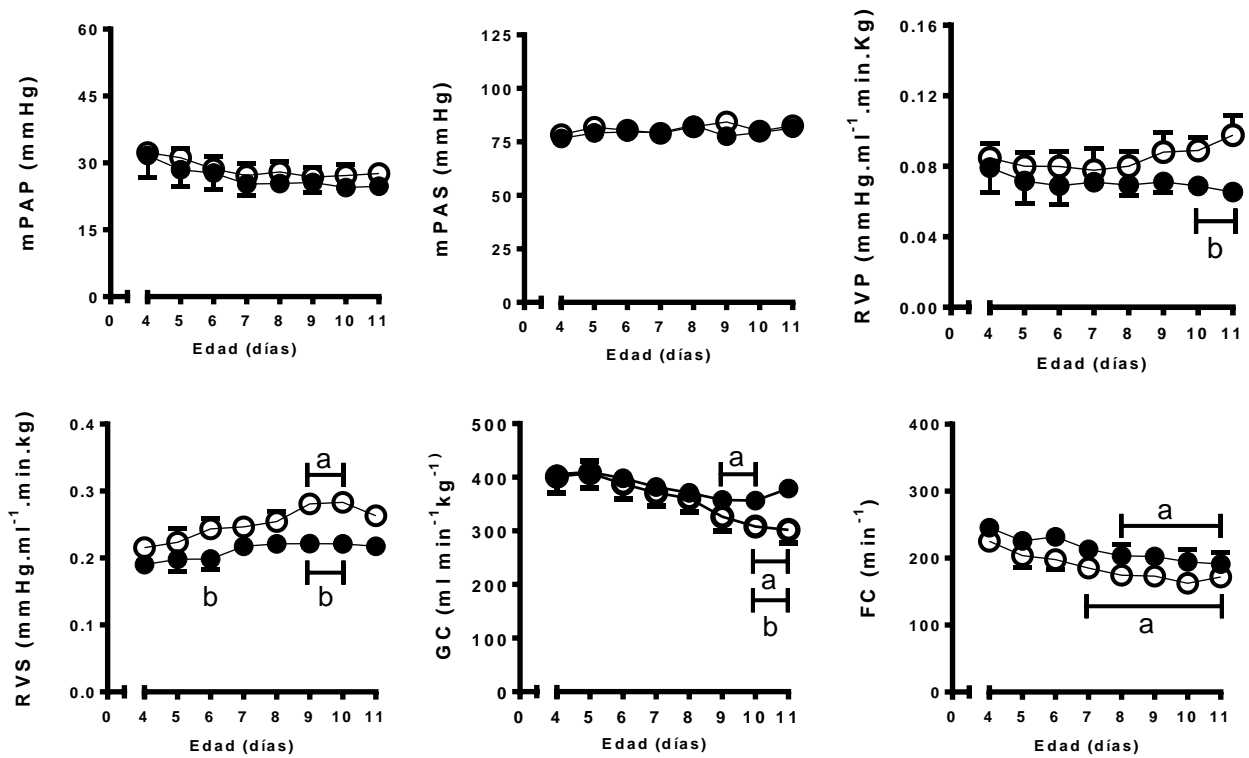 mPAP (mmHg)
60
45
30
15
0
0 4 5 6 7 8 9 10 11
Edad (días)
mPAS (mmHg)
125
100
75
50
25
0
0 4 5 6 7 8 9 10 11
Edad (días)
RVP (mmHg.ml⁻¹.min.Kg)
0.16
0.12
0.08
0.04
0.00
b
0 4 5 6 7 8 9 10 11
Edad (días)
RVS (mmHg.ml⁻¹.min.kg)
0.4
0.3
0.2
0.1
0.0
a
b
b
0 4 5 6 7 8 9 10 11
Edad (días)
GC (ml min⁻¹kg⁻¹)
500
400
300
200
100
0
a
a
b
0 4 5 6 7 8 9 10 11
Edad (días)
FC (min⁻¹)
400
300
200
100
0
a
a
0 4 5 6 7 8 9 10 11
Edad (días)